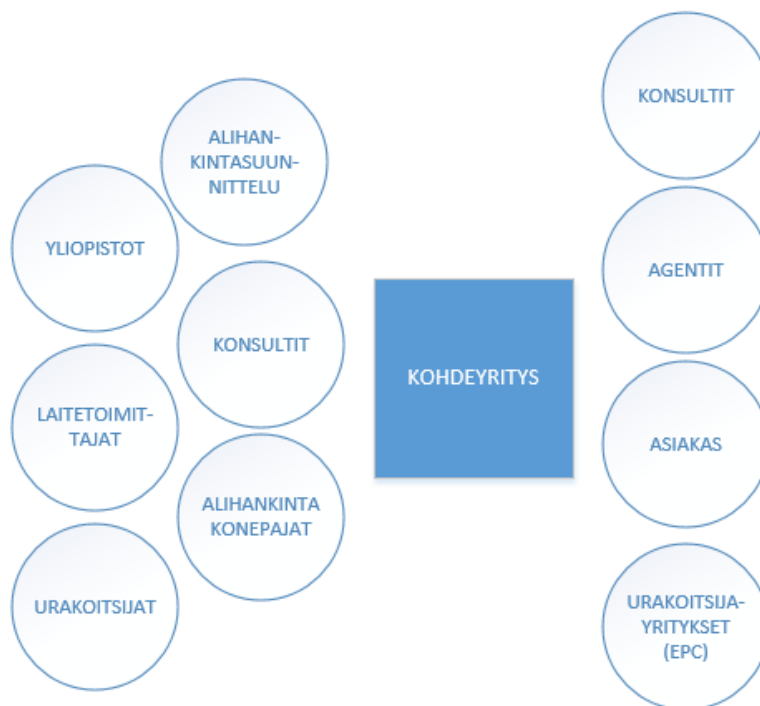 ALIHAN-
KINTASUUN-
NITTELU
YLIOPISTOT
KONSULTIT
LAITETOIMIT-
TAJAT
ALIHANKINTA
KONEPAJAT
URAKOITSIJAT
KOHDEYRITYS
KONSULTIT
AGENTIT
ASIAKAS
URAKOITSIJA-
YRITYKSET
(EPC)